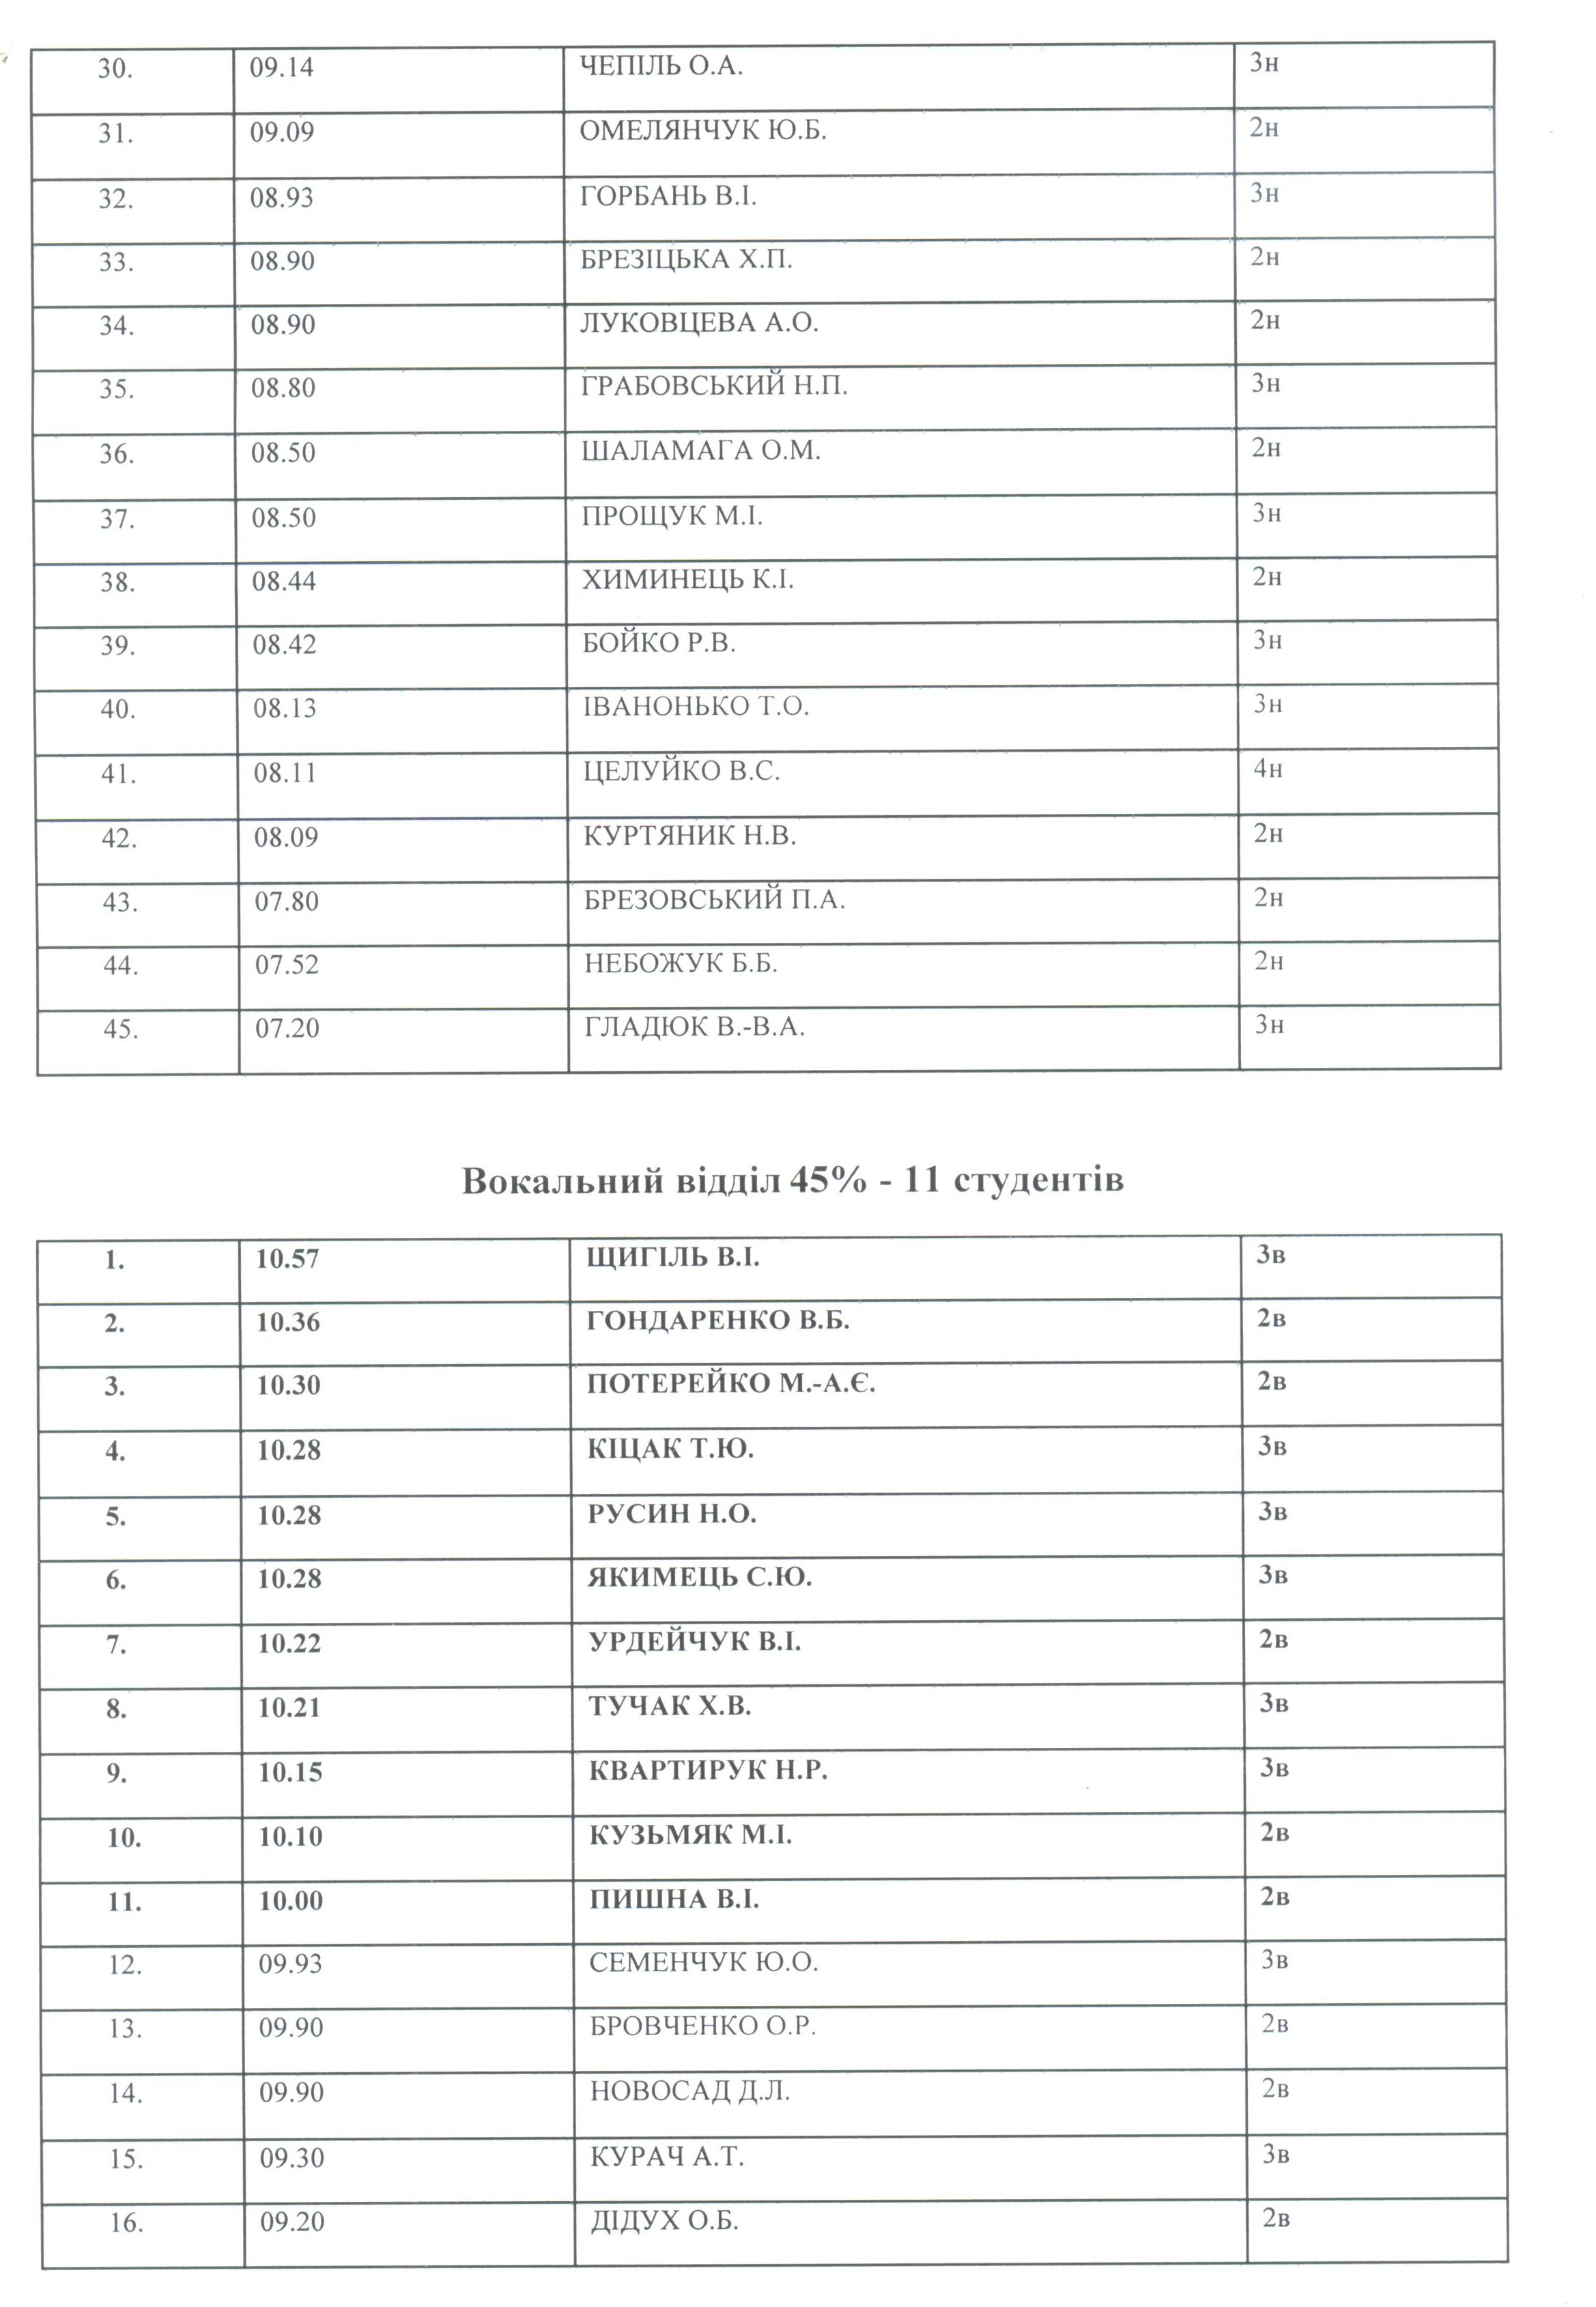 30. 09.14 ЧЕПІЛЬ О.А. 3н
31. 09.09 ОМЕЛЯНЧУК Ю.Б. 2н
32. 08.93 ГОРБАНЬ В.І. 3н
33. 08.90 БРЕЗІЦЬКА Х.П. 2н
34. 08.90 ЛУКОВЦЕВА А.О. 2н
35. 08.80 ГРАБОВСЬКИЙ Н.П. 3н
36. 08.50 ШАЛАМАГА О.М. 2н
37. 08.50 ПРОЩУК М.І. 3н
38. 08.44 ХИМИНЕЦЬ К.І. 2н
39. 08.42 БОЙКО Р.В. 3н
40. 08.13 ІВАНОНЬКО Т.О. 3н
41. 08.11 ЦЕЛУЙКО В.С. 4н
42. 08.09 КУРТЯНИК Н.В. 2н
43. 07.80 БРЕЗОВСЬКИЙ П.А. 2н
44. 07.52 НЕБОЖУК Б.Б. 2н
45. 07.20 ГЛАДЮК В.-В.А. 3н
Вокальний відділ 45% - 11 студентів
1. 10.57 ЩИГІЛЬ В.І. 3в
2. 10.36 ГОНДАРЕНКО В.Б. 2в
3. 10.30 ПОТЕРЕЙКО М.-А.Є. 2в
4. 10.28 КІЦАК Т.Ю. 3в
5. 10.28 РУСИН Н.О. 3в
6. 10.28 ЯКИМЕЦЬ С.Ю. 3в
7. 10.22 УРДЕЙЧУК В.І. 2в
8. 10.21 ТУЧАК Х.В. 3в
9. 10.15 КВАРТИРУК Н.Р. 3в
10. 10.10 КУЗЬМЯК М.І. 2в
11. 10.00 ПИШНА В.І. 2в
12. 09.93 СЕМЕНЧУК Ю.О. 3в
13. 09.90 БРОВЧЕНКО О.Р. 2в
14. 09.90 НОВОСАД Д.Л. 2в
15. 09.30 КУРАЧ А.Т. 3в
16. 09.20 ДІДУХ О.Б. 2в